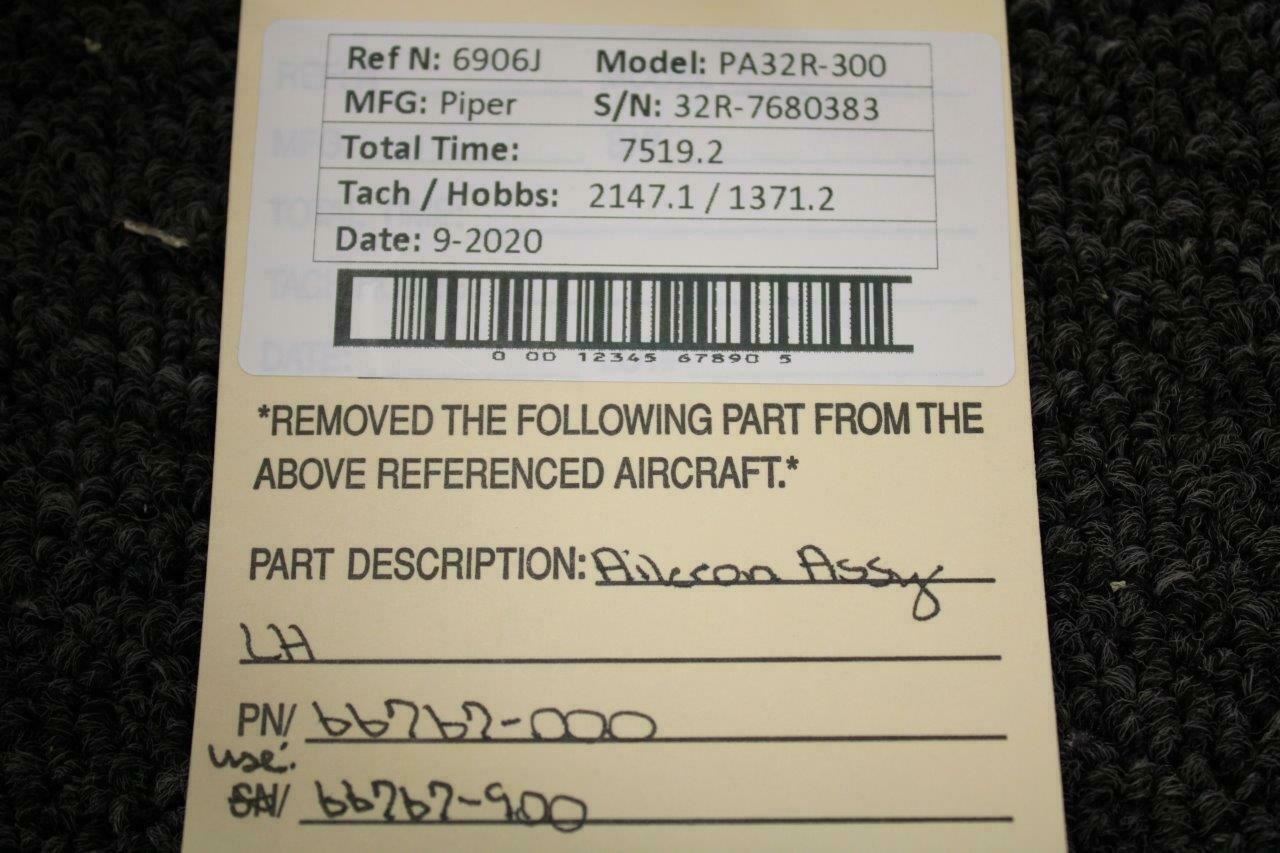 Ref N: 6906J Model: PA32R-300
MFG: Piper S/N: 32R-7680383
Total Time: 7519.2
Tach / Hobbs: 2147.1 / 1371.2
Date: 9-2020
0 00 12345 67890 5
*REMOVED THE FOLLOWING PART FROM THE
ABOVE REFERENCED AIRCRAFT.*
PART DESCRIPTION: Aileron Assy
LH
PN/ 66767-000
use:
SN/ 66767-900